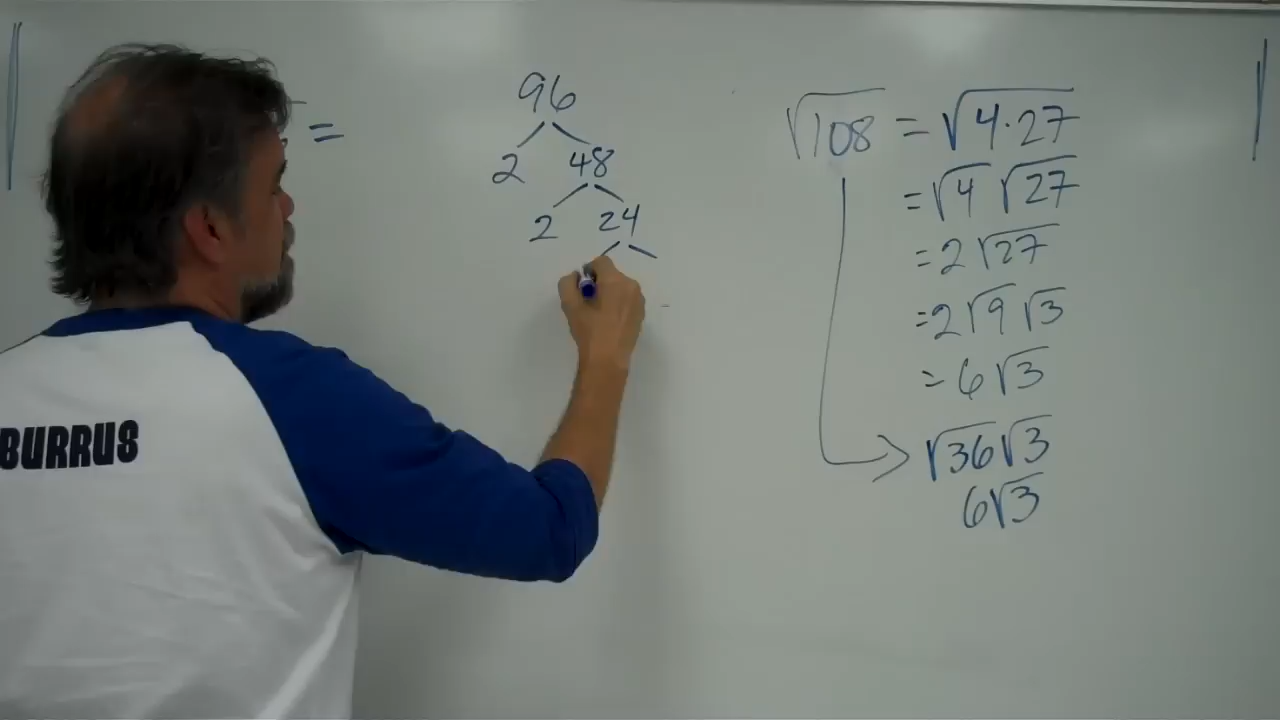 =
96
2 48
2 24
√108 = √4·27
= √4 √27
= 2√27
= 2√9 √3
= 6√3
√36√3
6√3
BURRUS